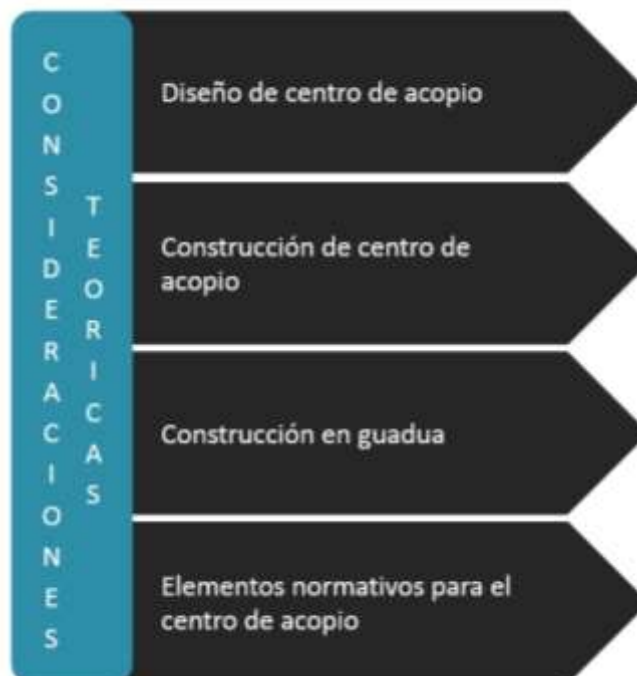 CONSIDERACIONES
TEORICAS
Diseño de centro de acopio
Construcción de centro de
acopio
Construcción en guadua
Elementos normativos para el
centro de acopio